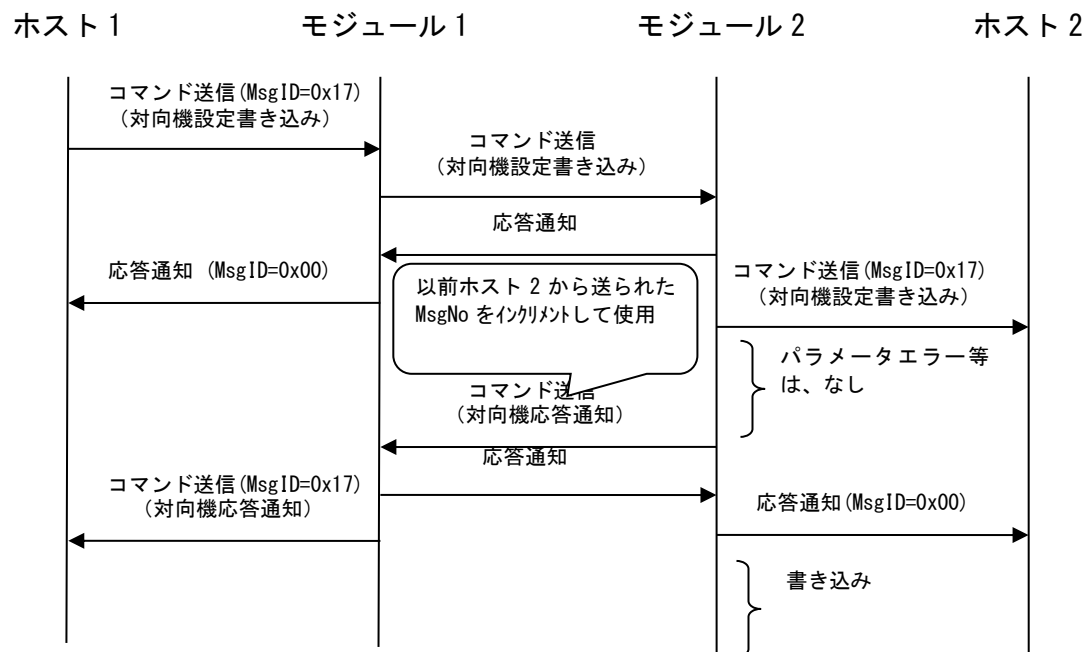 ホスト1
モジュール1
モジュール2
ホスト2
コマンド送信(MsgID=0x17)
(対向機設定書き込み)
コマンド送信
(対向機設定書き込み)
応答通知
応答通知 (MsgID=0x00)
以前ホスト2から送られた
MsgNoをインクリメントして使用
コマンド送信(MsgID=0x17)
(対向機設定書き込み)
パラメータエラー等
は、なし
コマンド送信
(対向機応答通知)
応答通知
コマンド送信(MsgID=0x17)
(対向機応答通知)
応答通知(MsgID=0x00)
書き込み